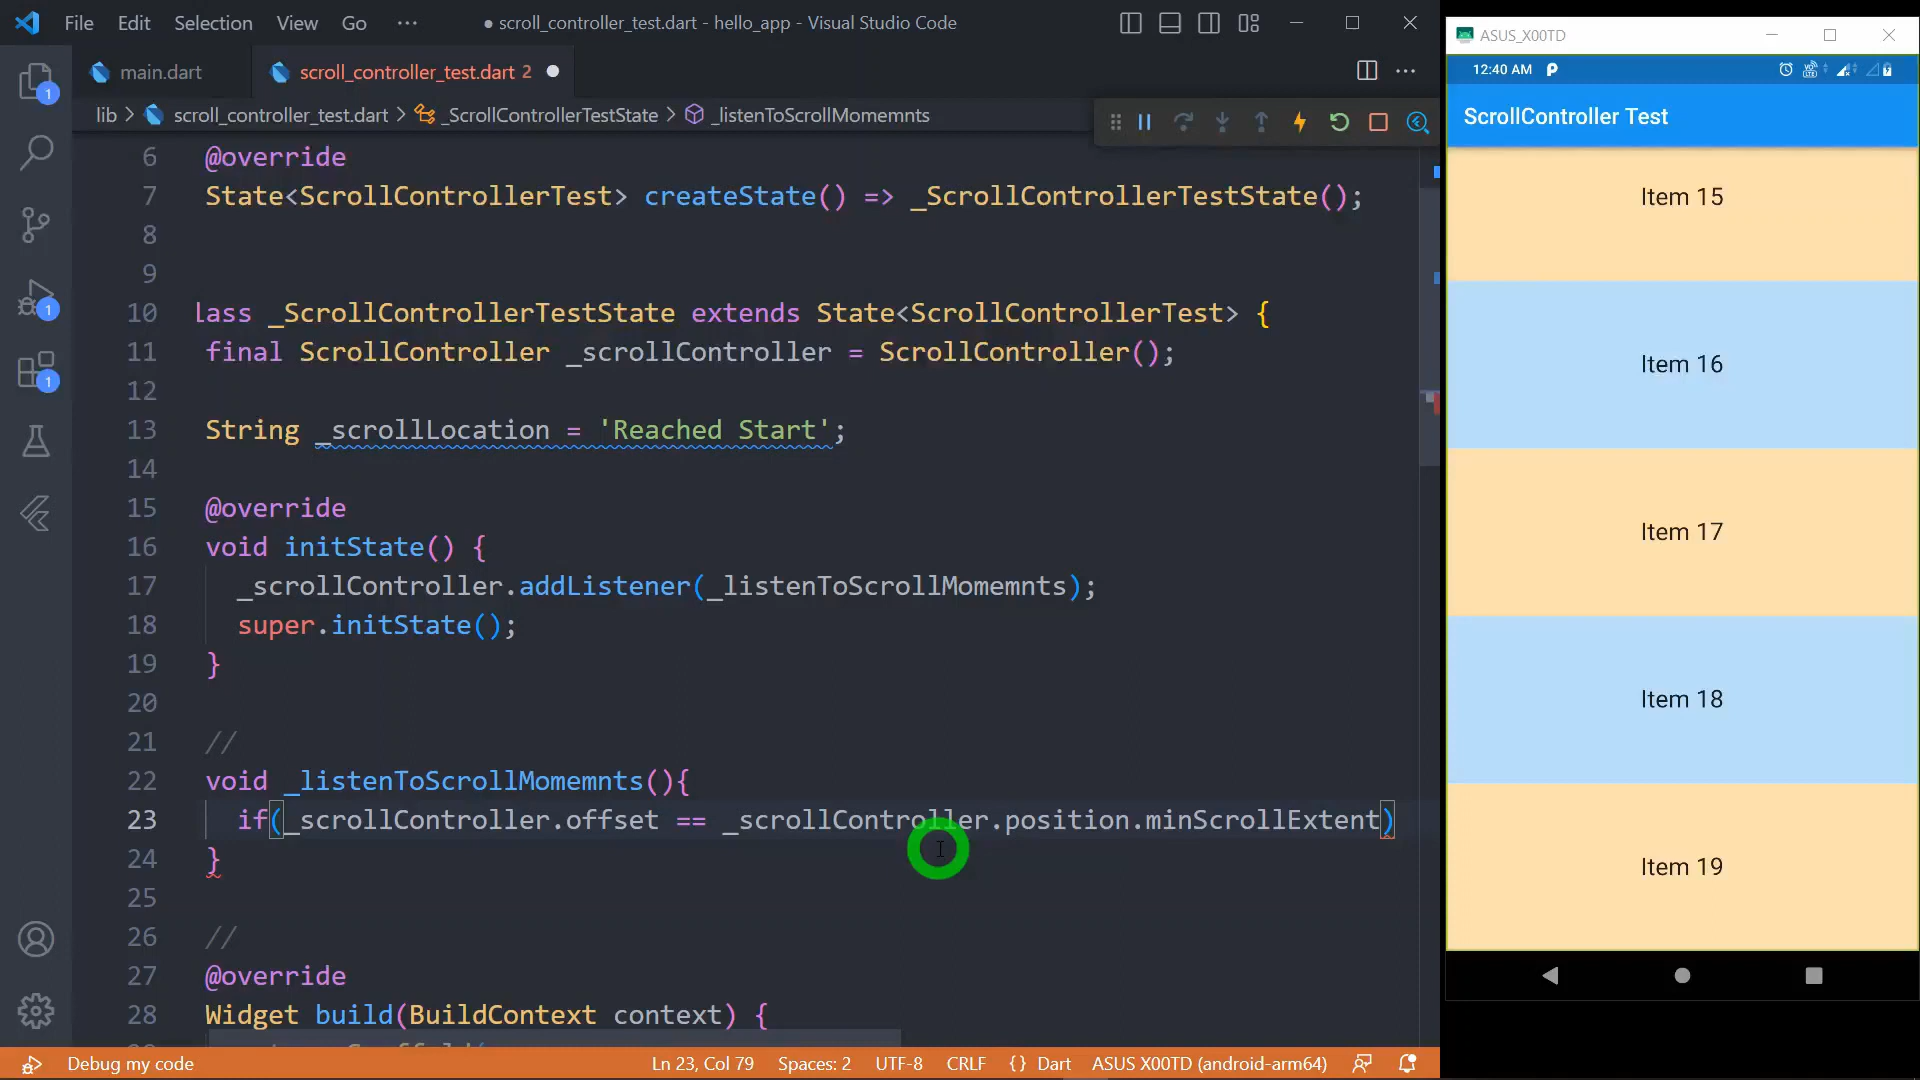 File Edit Selection View Go ··· ● scroll_controller_test.dart - hello_app - Visual Studio Code
main.dart scroll_controller_test.dart 2
lib > scroll_controller_test.dart > _ScrollControllerTestState > _listenToScrollMomemnts
1
6 @override
7 State<ScrollControllerTest> createState() => _ScrollControllerTestState();
8
9
10 lass _ScrollControllerTestState extends State<ScrollControllerTest> {
11 final ScrollController _scrollController = ScrollController();
12
13 String _scrollLocation = 'Reached Start';
14
15 @override
16 void initState() {
17 _scrollController.addListener(_listenToScrollMomemnts);
18 super.initState();
19 }
20
21 //
22 void _listenToScrollMomemnts(){
23 if(_scrollController.offset == _scrollController.position.minScrollExtent)
24 }
25
26 //
27 @override
28 Widget build(BuildContext context) {
1
1
Debug my code Ln 23, Col 79 Spaces: 2 UTF-8 CRLF {} Dart ASUS X00TD (android-arm64)
ASUS_X00TD
12:40 AM
ScrollController Test
Item 15
Item 16
Item 17
Item 18
Item 19